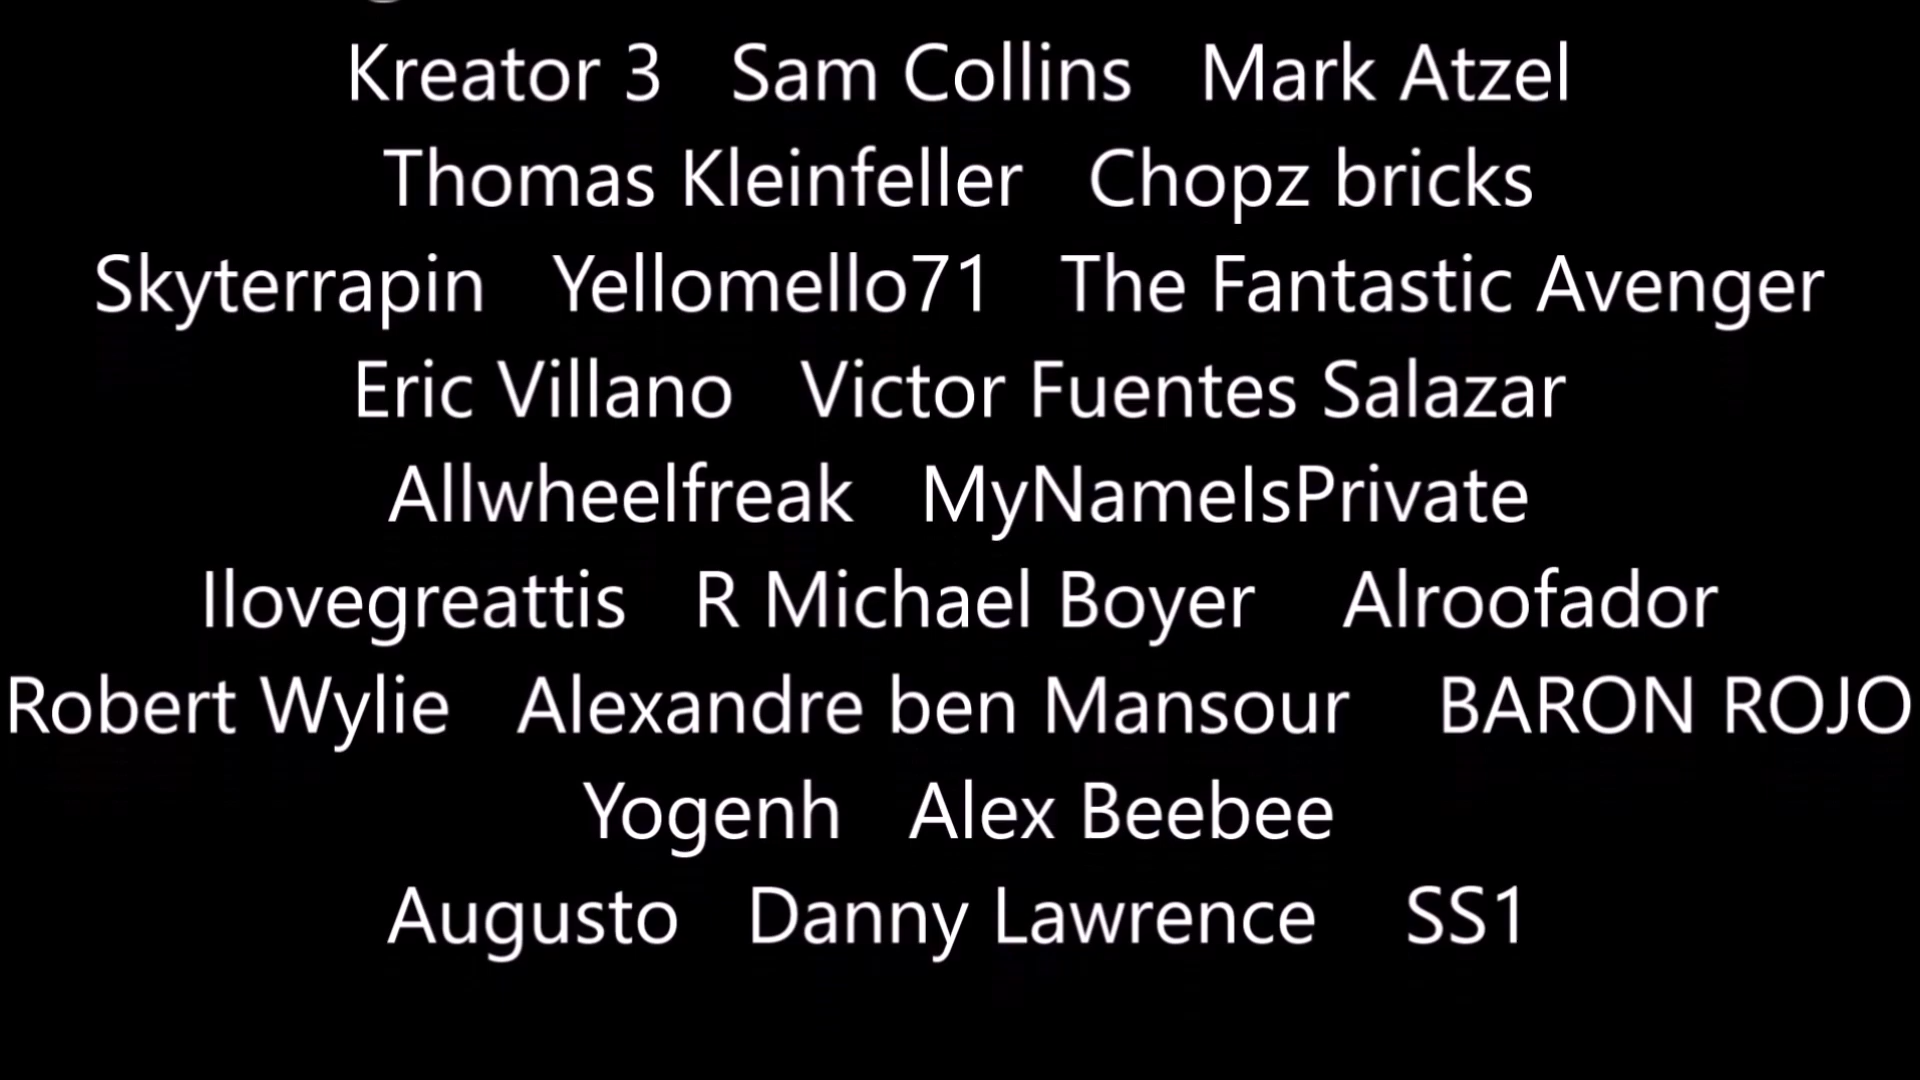 Kreator 3 Sam Collins Mark Atzel
Thomas Kleinfeller Chopz bricks
Skyterrapin Yellomello71 The Fantastic Avenger
Eric Villano Victor Fuentes Salazar
Allwheelfreak MyNameIsPrivate
Ilovegreattis R Michael Boyer Alroofador
Robert Wylie Alexandre ben Mansour BARON ROJO
Yogenh Alex Beebee
Augusto Danny Lawrence SS1